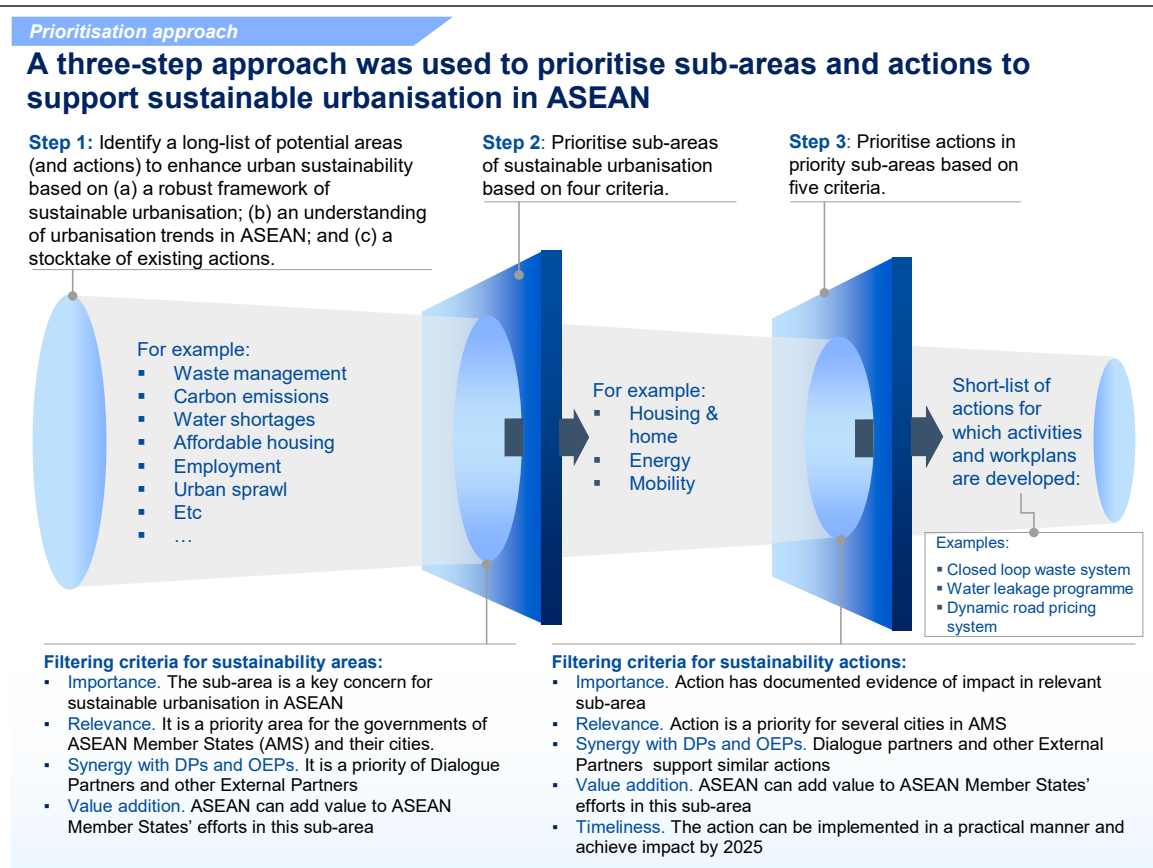 Prioritisation approach
A three-step approach was used to prioritise sub-areas and actions to
support sustainable urbanisation in ASEAN
Step 1: Identify a long-list of potential areas
(and actions) to enhance urban sustainability
based on (a) a robust framework of
sustainable urbanisation; (b) an understanding
of urbanisation trends in ASEAN; and (c) a
stocktake of existing actions.
Step 2: Prioritise sub-areas
of sustainable urbanisation
based on four criteria.
Step 3: Prioritise actions in
priority sub-areas based on
five criteria.
For example:
▪ Waste management
▪ Carbon emissions
▪ Water shortages
▪ Affordable housing
▪ Employment
▪ Urban sprawl
▪ Etc
▪ …
For example:
▪ Housing &
home
▪ Energy
▪ Mobility
Short-list of
actions for
which activities
and workplans
are developed:
Examples:
▪ Closed loop waste system
▪ Water leakage programme
▪ Dynamic road pricing
system
Filtering criteria for sustainability areas:
▪ Importance. The sub-area is a key concern for
sustainable urbanisation in ASEAN
▪ Relevance. It is a priority area for the governments of
ASEAN Member States (AMS) and their cities.
▪ Synergy with DPs and OEPs. It is a priority of Dialogue
Partners and other External Partners
▪ Value addition. ASEAN can add value to ASEAN
Member States’ efforts in this sub-area
Filtering criteria for sustainability actions:
▪ Importance. Action has documented evidence of impact in relevant
sub-area
▪ Relevance. Action is a priority for several cities in AMS
▪ Synergy with DPs and OEPs. Dialogue partners and other External
Partners  support similar actions
▪ Value addition. ASEAN can add value to ASEAN Member States’
efforts in this sub-area
▪ Timeliness. The action can be implemented in a practical manner and
achieve impact by 2025